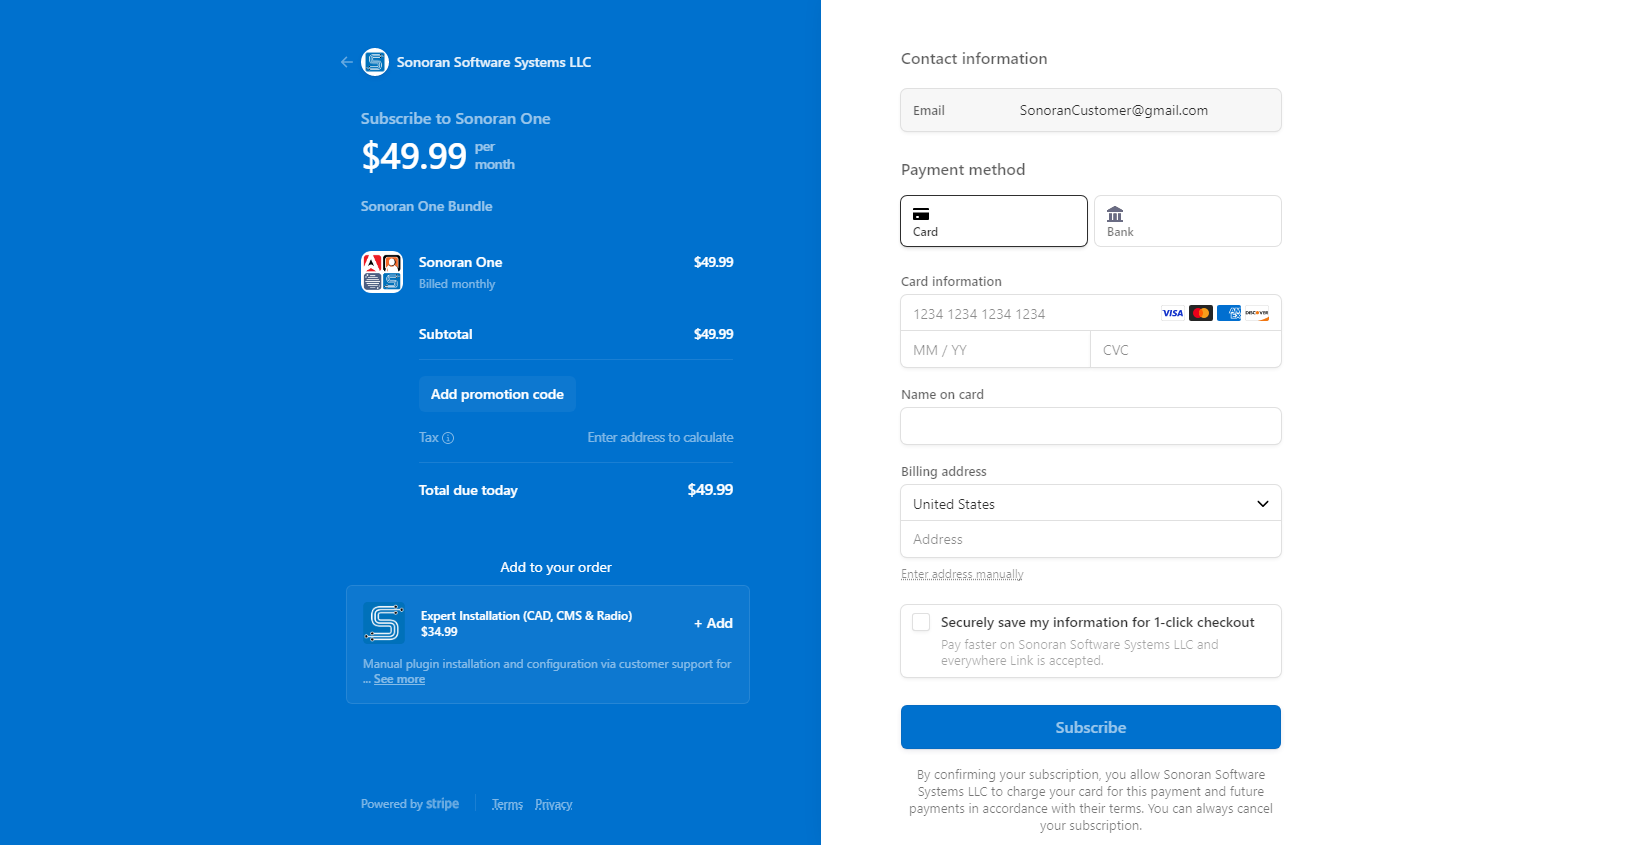 Sonoran Software Systems LLC
Subscribe to Sonoran One
$49.99 per
month
Sonoran One Bundle
Sonoran One $49.99
Billed monthly
Subtotal $49.99
Add promotion code
Tax Enter address to calculate
Total due today $49.99
Add to your order
Expert Installation (CAD, CMS & Radio)
$34.99
+ Add
Manual plugin installation and configuration via customer support for
... See more
Powered by stripe Terms Privacy
Contact information
Email SonoranCustomer@gmail.com
Payment method
Card Bank
Card information
1234 1234 1234 1234 VISA AMEX DISCOVER
MM / YY CVC
Name on card
Billing address
United States
Address
Enter address manually
Securely save my information for 1-click checkout
Pay faster on Sonoran Software Systems LLC and
everywhere Link is accepted.
Subscribe
By confirming your subscription, you allow Sonoran Software
Systems LLC to charge your card for this payment and future
payments in accordance with their terms. You can always cancel
your subscription.